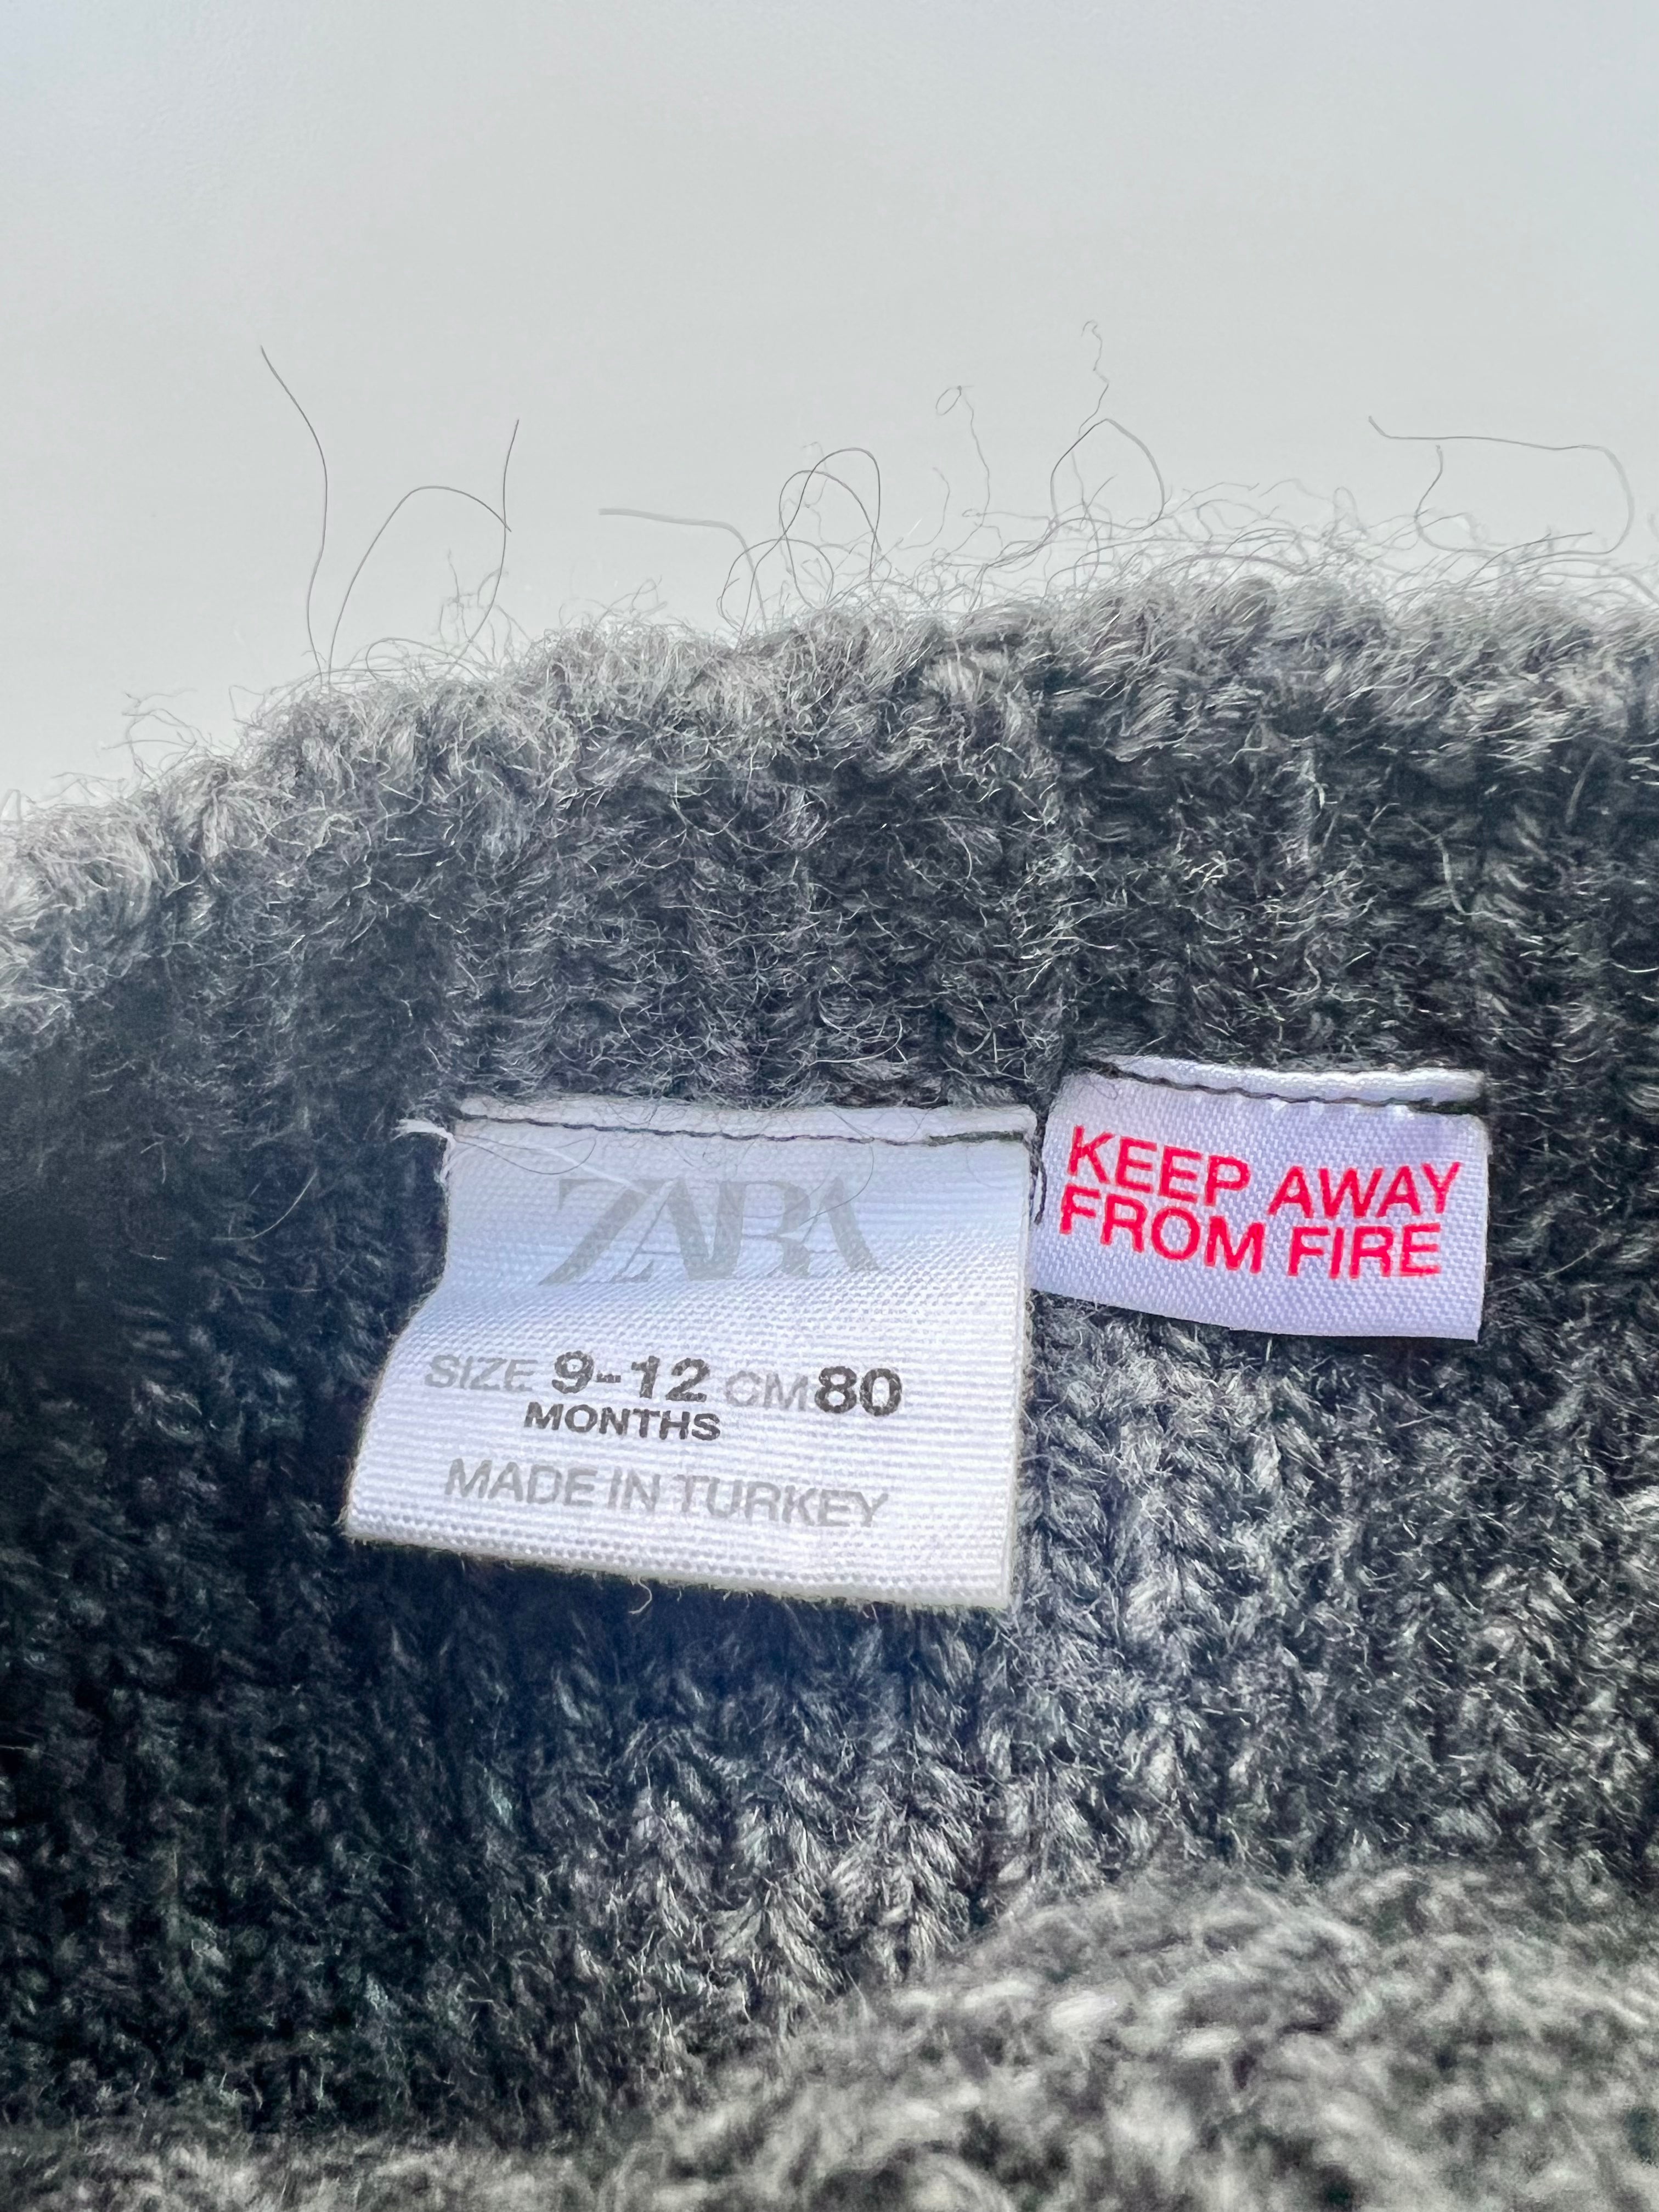 ZARA
SIZE 9-12 CM 80
MONTHS
MADE IN TURKEY
KEEP AWAY
FROM FIRE